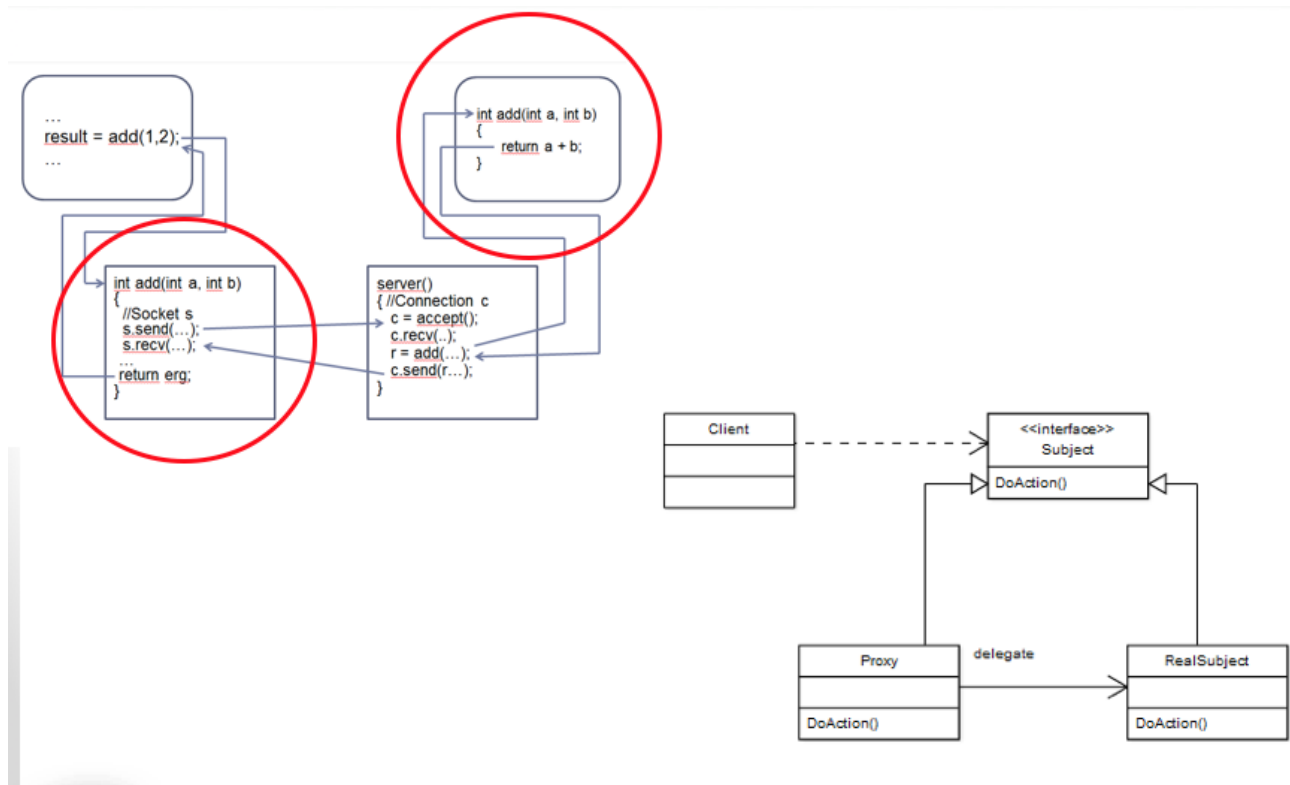 …
result = add(1,2);
…
int add(int a, int b)
{
return a + b;
}
int add(int a, int b)
{
//Socket s
s.send(…);
s.recv(…);
…
return erg;
}
server()
{ //Connection c
c = accept();
c.recv(..);
r = add(…);
c.send(r…);
}
Client
<<interface>>
Subject
DoAction()
Proxy
DoAction()
delegate
RealSubject
DoAction()